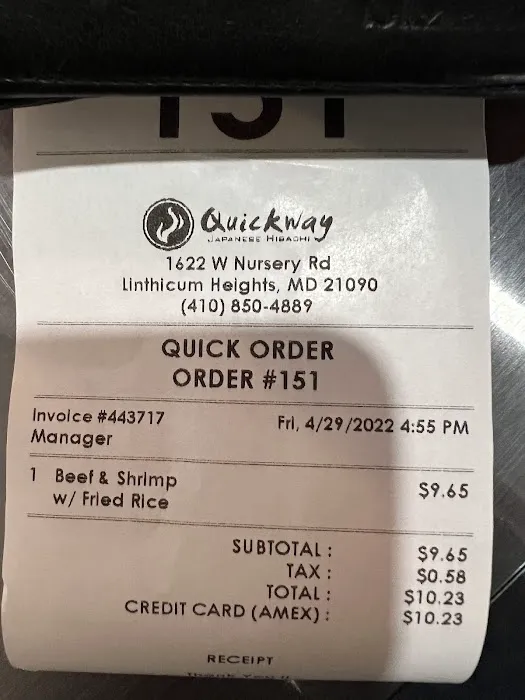 151
Quickway
JAPANESE HIBACHI
1622 W Nursery Rd
Linthicum Heights, MD 21090
(410) 850-4889
QUICK ORDER
ORDER #151
Invoice #443717 Fri, 4/29/2022 4:55 PM
Manager
1 Beef & Shrimp $9.65
w/ Fried Rice
SUBTOTAL : $9.65
TAX : $0.58
TOTAL : $10.23
CREDIT CARD (AMEX) : $10.23
RECEIPT